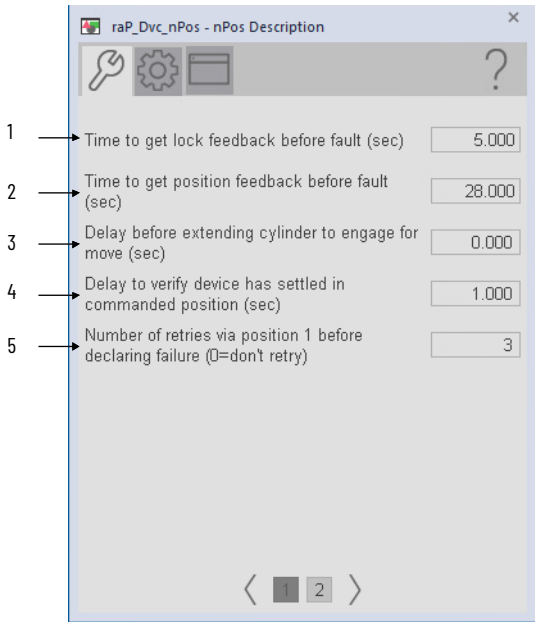 raP_Dvc_nPos - nPos Description
×
?
1
Time to get lock feedback before fault (sec)
5.000
2
Time to get position feedback before fault
(sec)
28.000
3
Delay before extending cylinder to engage for
move (sec)
0.000
4
Delay to verify device has settled in
commanded position (sec)
1.000
5
Number of retries via position 1 before
declaring failure (0=don't retry)
3
1 2